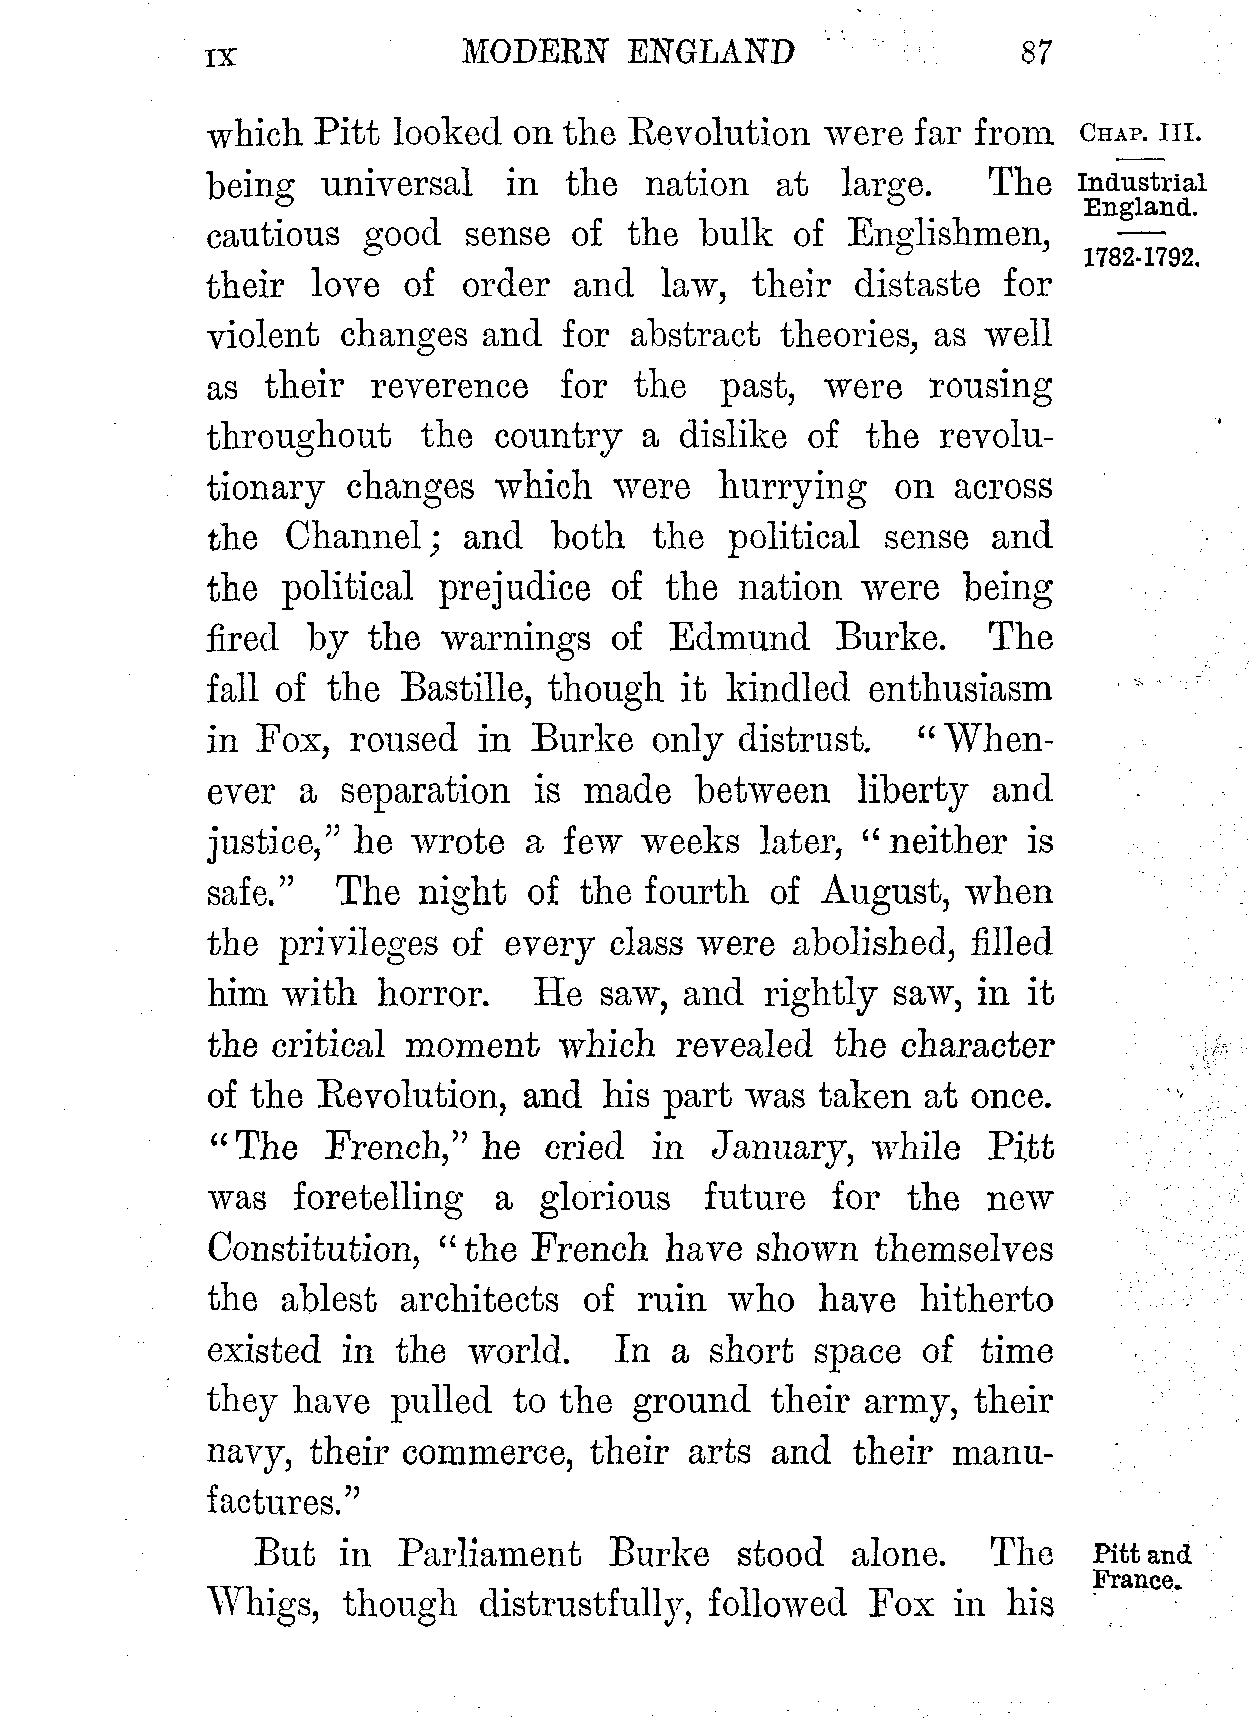 IX MODERN ENGLAND 87
which Pitt looked on the Revolution were far from
being universal in the nation at large. The
cautious good sense of the bulk of Englishmen,
their love of order and law, their distaste for
violent changes and for abstract theories, as well
as their reverence for the past, were rousing
throughout the country a dislike of the revolu-
tionary changes which were hurrying on across
the Channel; and both the political sense and
the political prejudice of the nation were being
fired by the warnings of Edmund Burke. The
fall of the Bastille, though it kindled enthusiasm
in Fox, roused in Burke only distrust. "When-
ever a separation is made between liberty and
justice," he wrote a few weeks later, "neither is
safe." The night of the fourth of August, when
the privileges of every class were abolished, filled
him with horror. He saw, and rightly saw, in it
the critical moment which revealed the character
of the Revolution, and his part was taken at once.
"The French," he cried in January, while Pitt
was foretelling a glorious future for the new
Constitution, "the French have shown themselves
the ablest architects of ruin who have hitherto
existed in the world. In a short space of time
they have pulled to the ground their army, their
navy, their commerce, their arts and their manu-
factures."
But in Parliament Burke stood alone. The
Whigs, though distrustfully, followed Fox in his
CHAP. III.
Industrial
England.
1782-1792.
Pitt and
France.